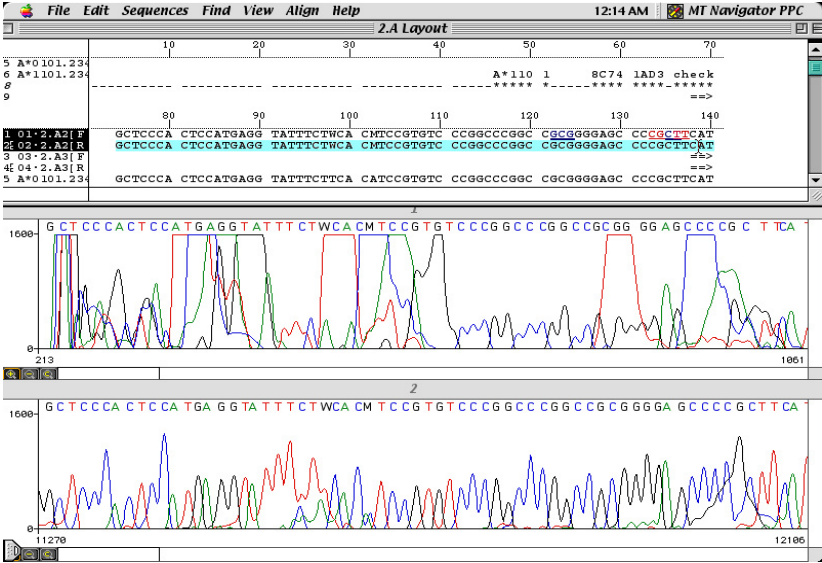 File Edit Sequences Find View Align Help 12:14 AM MT Navigator PPC
2.A Layout
10 20 30 40 50 60 70
5 A*0101.234
6 A*1101.234 A*110 1 8C74 1AD3 check
8 ---------- ---------- ---------- ---------- -----***** *----***** ****-*****
9 ==>
80 90 100 110 120 130 140
1 01·2.A2[F GCTCCCA CTCCATGAGG TATTTCTWCA CMTCCGTGTC CCGGCCCGGC CGCGGGGAGC CCCGCTTCAT
2 02·2.A2[R GCTCCCA CTCCATGAGG TATTTCTWCA CMTCCGTGTC CCGGCCCGGC CGCGGGGAGC CCCGCTTCAT
3 03·2.A3[F ==>
4 04·2.A3[R ==>
5 A*0101.234 GCTCCCA CTCCATGAGG TATTTCTTCA CATCCGTGTC CCGGCCCGGC CGCGGGGAGC CCCGCTTCAT
1
GCTCCCACTCCATGAGGTATTTCTWCACMTCCGTGTCCCGGCCCGGCCGCGG GGAGCCCCGC TTCA
1600
0
213 1061
2
GCTCCCACTCCATGAGGTATTTCTWCACMTCCGTGTCCCGGCCCGGCCGCGGGGAGCCCCGCTTCA
1600
0
11270 12106